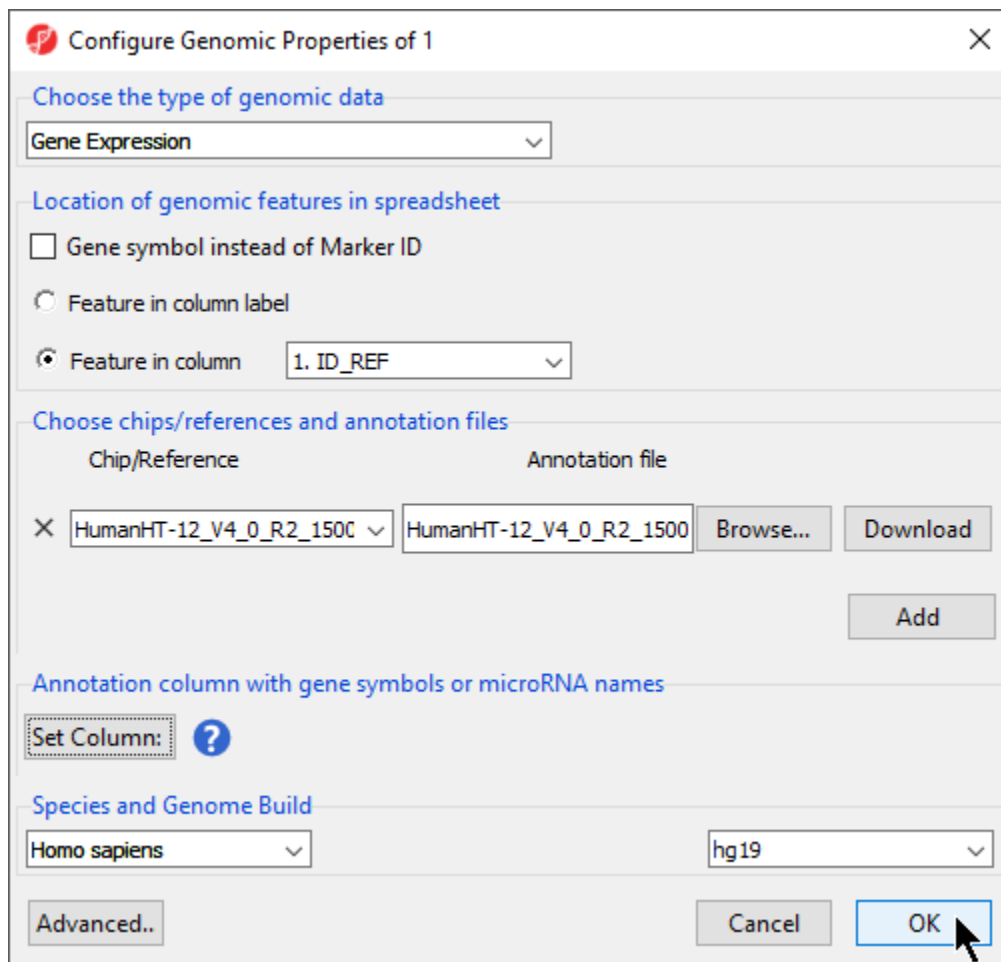 Configure Genomic Properties of 1
Choose the type of genomic data
Gene Expression
Location of genomic features in spreadsheet
Gene symbol instead of Marker ID
Feature in column label
Feature in column 1. ID_REF
Choose chips/references and annotation files
Chip/Reference Annotation file
HumanHT-12_V4_0_R2_1500 HumanHT-12_V4_0_R2_1500 Browse... Download
Add
Annotation column with gene symbols or microRNA names
Set Column: ?
Species and Genome Build
Homo sapiens hg19
Advanced.. Cancel OK